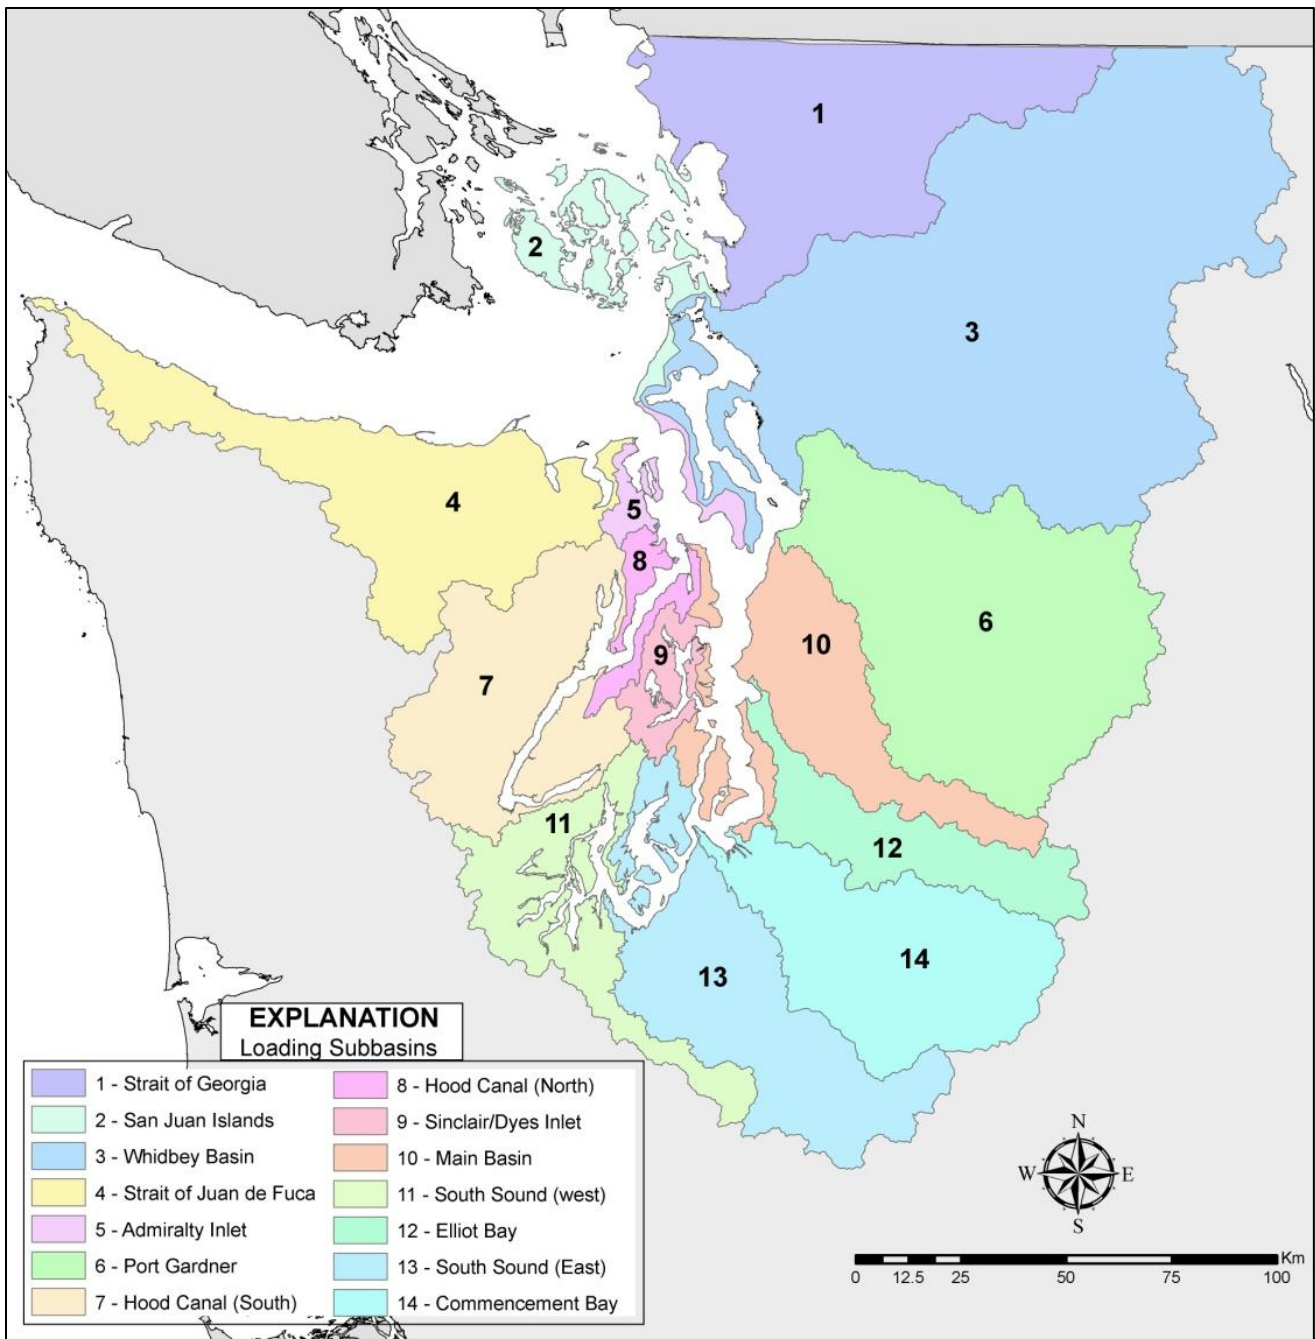 1
2
3
4
5
8
6
10
9
7
11
12
14
13
EXPLANATION
Loading Subbasins
1 - Strait of Georgia
2 - San Juan Islands
3 - Whidbey Basin
4 - Strait of Juan de Fuca
5 - Admiralty Inlet
6 - Port Gardner
7 - Hood Canal (South)
8 - Hood Canal (North)
9 - Sinclair/Dyes Inlet
10 - Main Basin
11 - South Sound (west)
12 - Elliot Bay
13 - South Sound (East)
14 - Commencement Bay
N
W E
S
Km
0 12.5 25 50 75 100